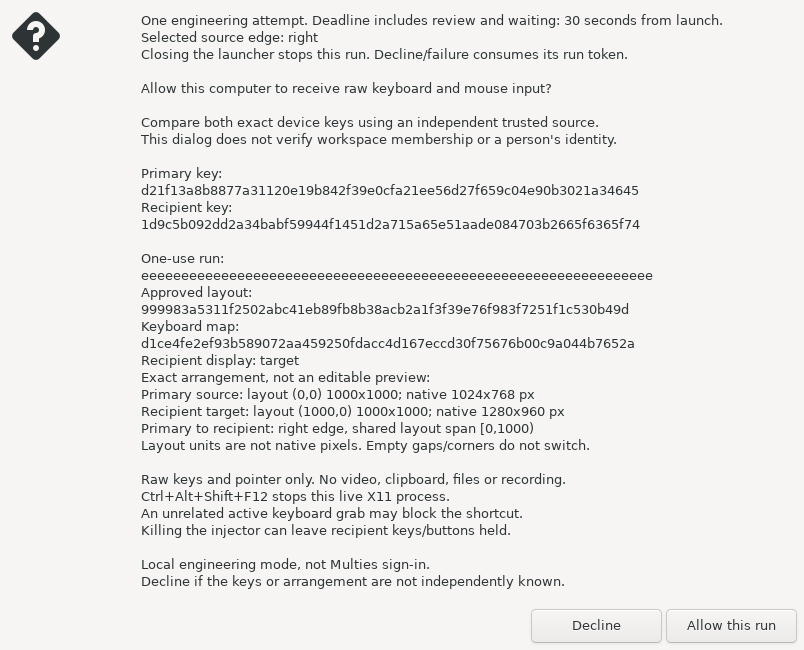 One engineering attempt. Deadline includes review and waiting: 30 seconds from launch.
Selected source edge: right
Closing the launcher stops this run. Decline/failure consumes its run token.
Allow this computer to receive raw keyboard and mouse input?
Compare both exact device keys using an independent trusted source.
This dialog does not verify workspace membership or a person's identity.
Primary key:
d21f13a8b8877a31120e19b842f39e0cfa21ee56d27f659c04e90b3021a34645
Recipient key:
1d9c5b092dd2a34babf59944f1451d2a715a65e51aade084703b2665f6365f74
One-use run:
eeeeeeeeeeeeeeeeeeeeeeeeeeeeeeeeeeeeeeeeeeeeeeeeeeeeeeeeeeeeeeee
Approved layout:
999983a5311f2502abc41eb89fb8b38acb2a1f3f39e76f983f7251f1c530b49d
Keyboard map:
d1ce4fe2ef93b589072aa459250fdacc4d167eccd30f75676b00c9a044b7652a
Recipient display: target
Exact arrangement, not an editable preview:
Primary source: layout (0,0) 1000x1000; native 1024x768 px
Recipient target: layout (1000,0) 1000x1000; native 1280x960 px
Primary to recipient: right edge, shared layout span [0,1000)
Layout units are not native pixels. Empty gaps/corners do not switch.
Raw keys and pointer only. No video, clipboard, files or recording.
Ctrl+Alt+Shift+F12 stops this live X11 process.
An unrelated active keyboard grab may block the shortcut.
Killing the injector can leave recipient keys/buttons held.
Local engineering mode, not Multies sign-in.
Decline if the keys or arrangement are not independently known.
Decline
Allow this run